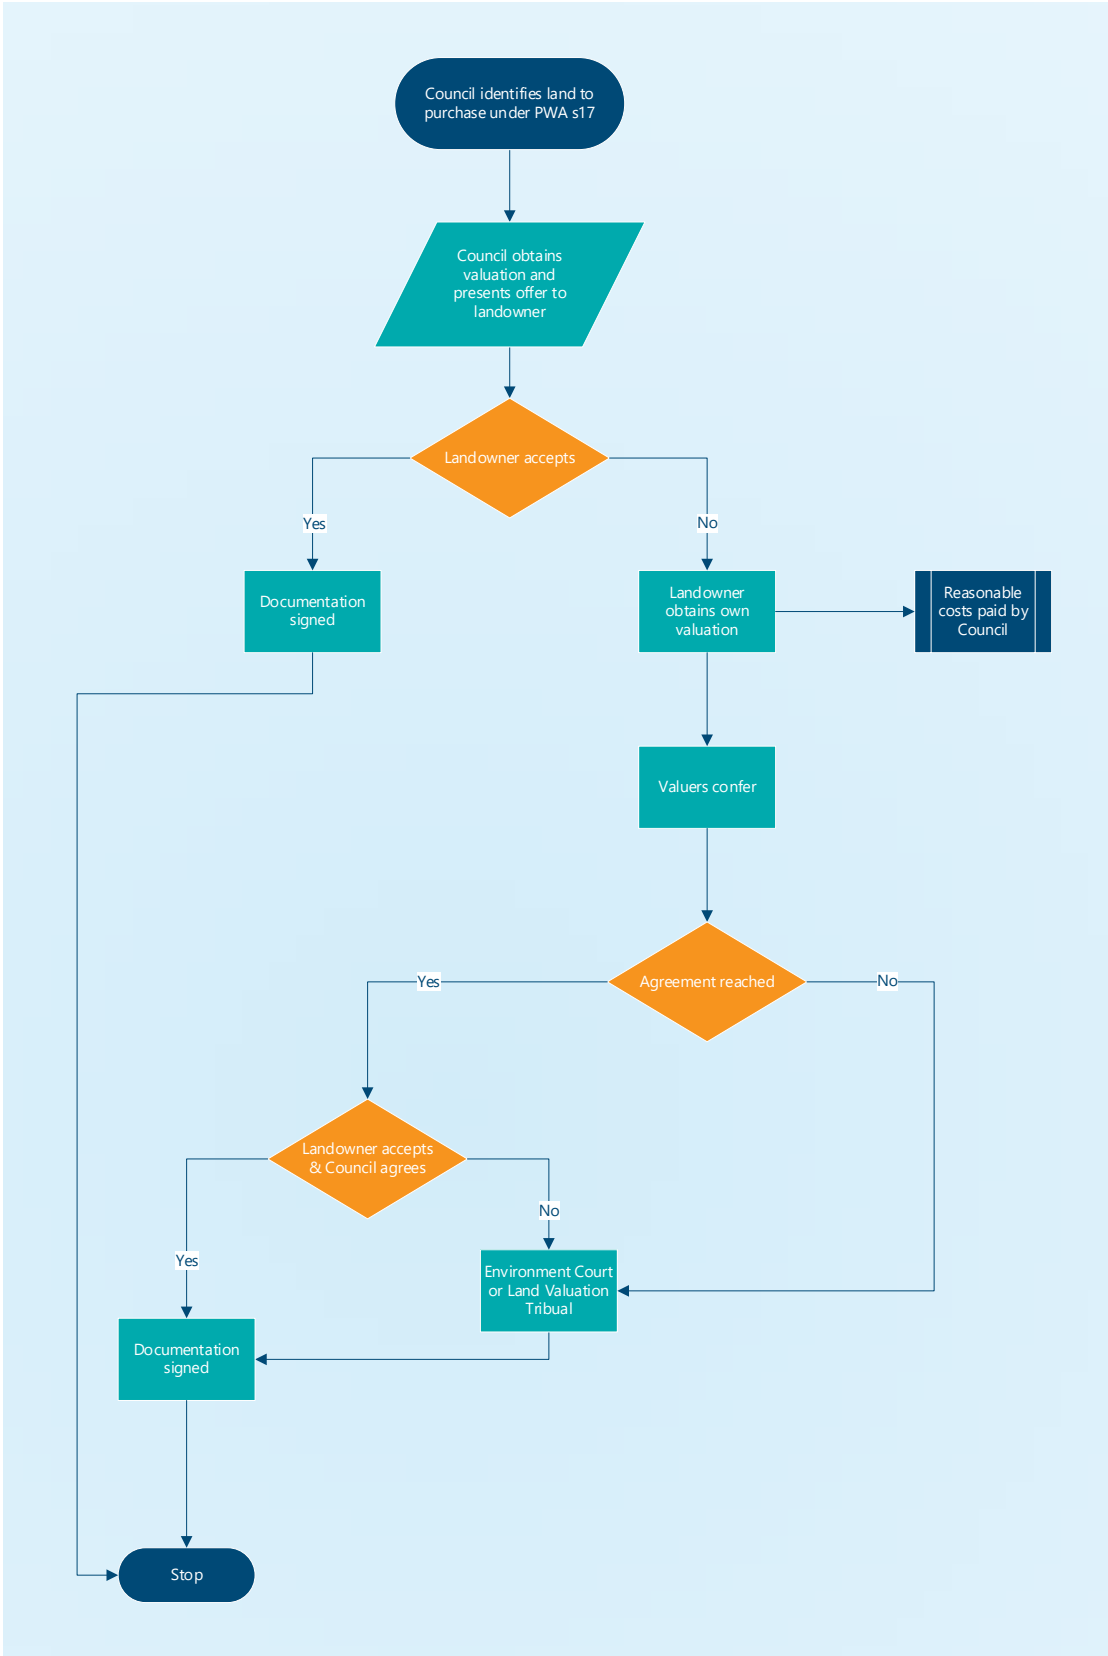 Council identifies land to
purchase under PWA s17
Council obtains
valuation and
presents offer to
landowner
Landowner accepts
Yes
No
Documentation
signed
Landowner
obtains own
valuation
Reasonable
costs paid by
Council
Valuers confer
Agreement reached
Yes
No
Landowner accepts
& Council agrees
No
Yes
Environment Court
or Land Valuation
Tribual
Documentation
signed
Stop